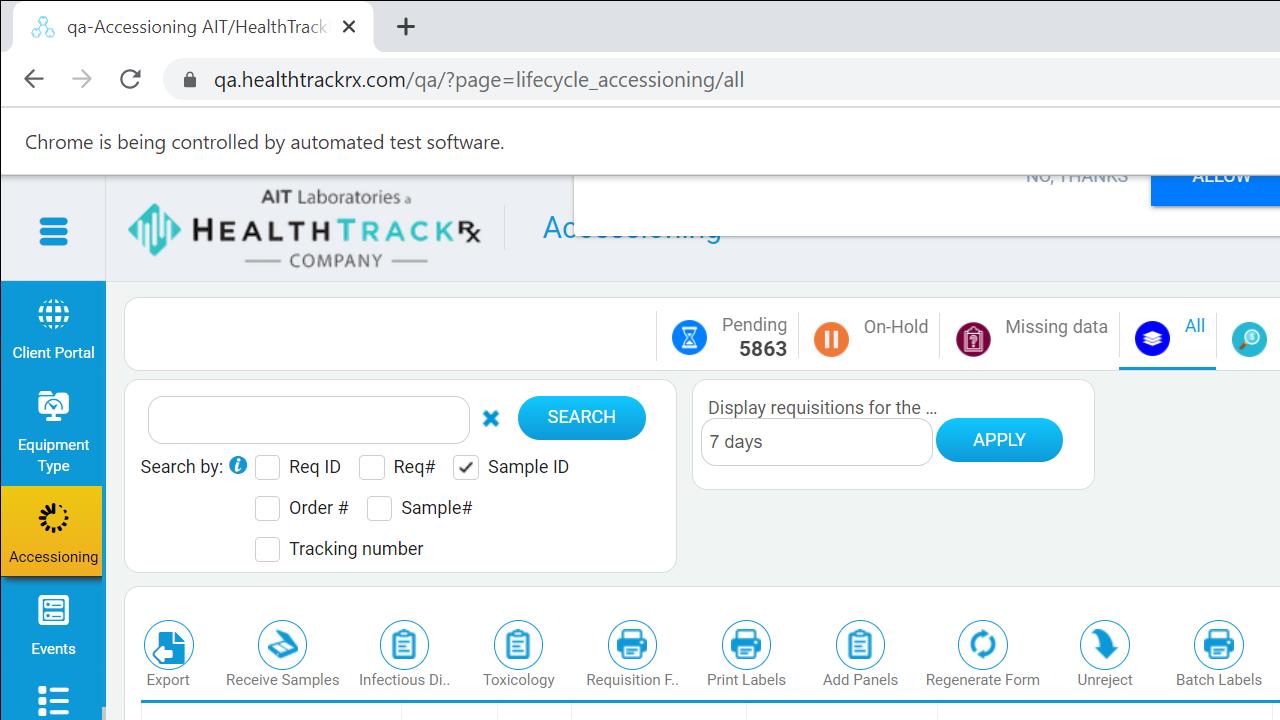 qa-Accessioning AIT/HealthTrack
qa.healthtrackrx.com/qa/?page=lifecycle_accessioning/all
Chrome is being controlled by automated test software.
NO, THANKS
ALLOW
AIT Laboratories a
HEALTHTRACKRx
COMPANY
Accessioning
Client Portal
Equipment
Type
Accessioning
Events
Pending
5863
On-Hold
Missing data
All
SEARCH
Search by:
Req ID
Req#
Sample ID
Order #
Sample#
Tracking number
Display requisitions for the ...
7 days
APPLY
Export
Receive Samples
Infectious Di..
Toxicology
Requisition F..
Print Labels
Add Panels
Regenerate Form
Unreject
Batch Labels